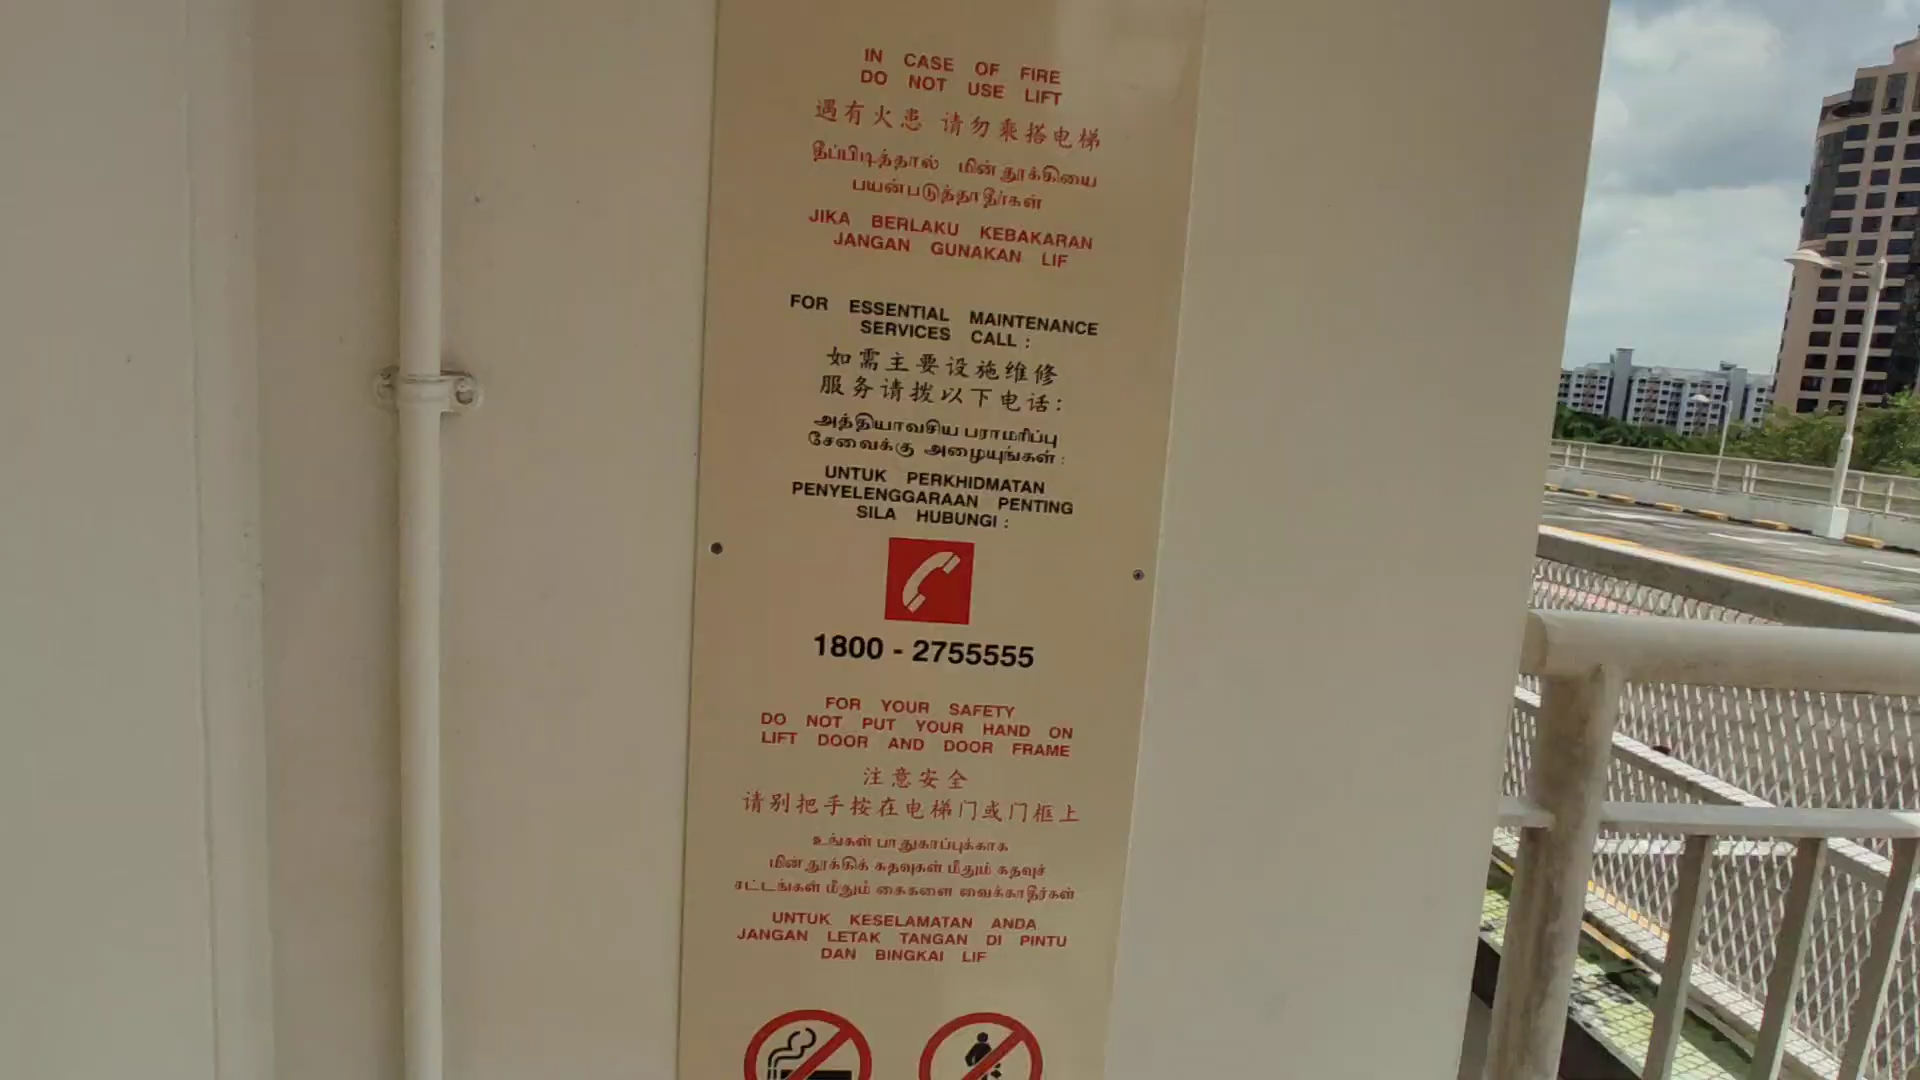 IN CASE OF FIRE
DO NOT USE LIFT
遇有火患 请勿乘搭电梯
தீப்பிடித்தால் மின்தூக்கியை
பயன்படுத்தாதீர்கள்
JIKA BERLAKU KEBAKARAN
JANGAN GUNAKAN LIF
FOR ESSENTIAL MAINTENANCE
SERVICES CALL :
如需主要设施维修
服务请拨以下电话:
அத்தியாவசிய பராமரிப்பு
சேவைக்கு அழையுங்கள் :
UNTUK PERKHIDMATAN
PENYELENGGARAAN PENTING
SILA HUBUNGI :
1800 - 2755555
FOR YOUR SAFETY
DO NOT PUT YOUR HAND ON
LIFT DOOR AND DOOR FRAME
注意安全
请别把手按在电梯门或门框上
உங்கள் பாதுகாப்புக்காக
மின்தூக்கிக் கதவுகள் மீதும் கதவுச்
சட்டங்கள் மீதும் கைகளை வைக்காதீர்கள்
UNTUK KESELAMATAN ANDA
JANGAN LETAK TANGAN DI PINTU
DAN BINGKAI LIF